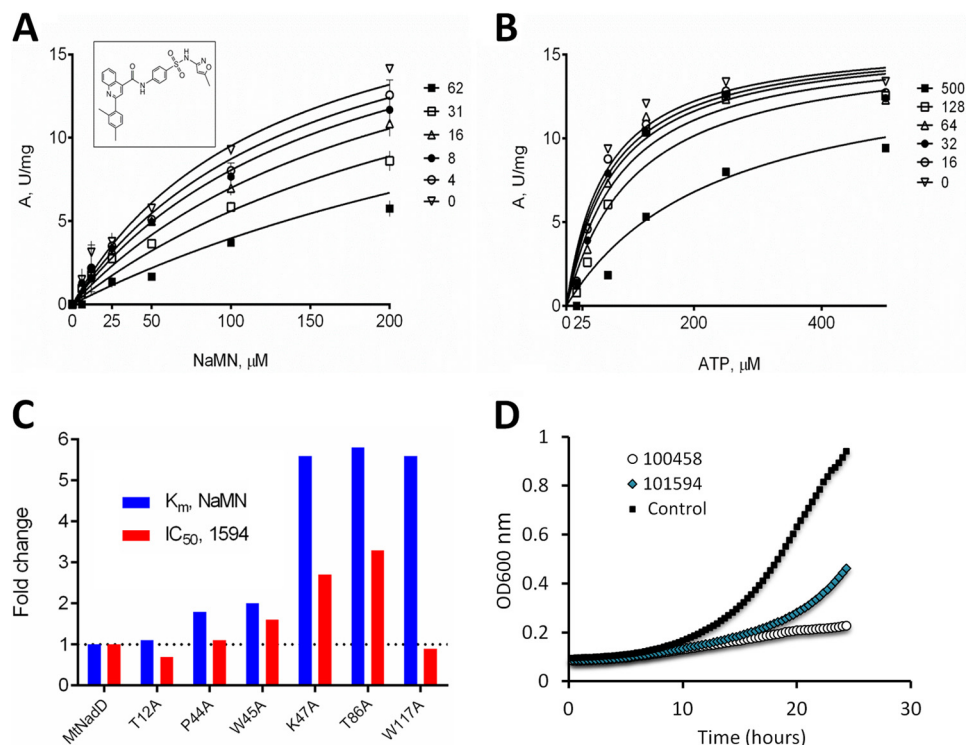 A
15
10
5
0
A, U/mg
0
25
50
100
150
200
NaMN, μM
62
31
16
8
4
0
O
N
H
N
O
S
O
H
N
N
O
B
15
10
5
0
A, U/mg
0 25
200
400
ATP, μM
500
128
64
32
16
0
C
6
5
4
3
2
1
0
Fold change
Km, NaMN
IC50, 1594
MtNadD
T12A
P44A
W45A
K47A
T86A
W117A
D
1
0.8
0.6
0.4
0.2
0
OD600 nm
100458
101594
Control
0
10
20
30
Time (hours)